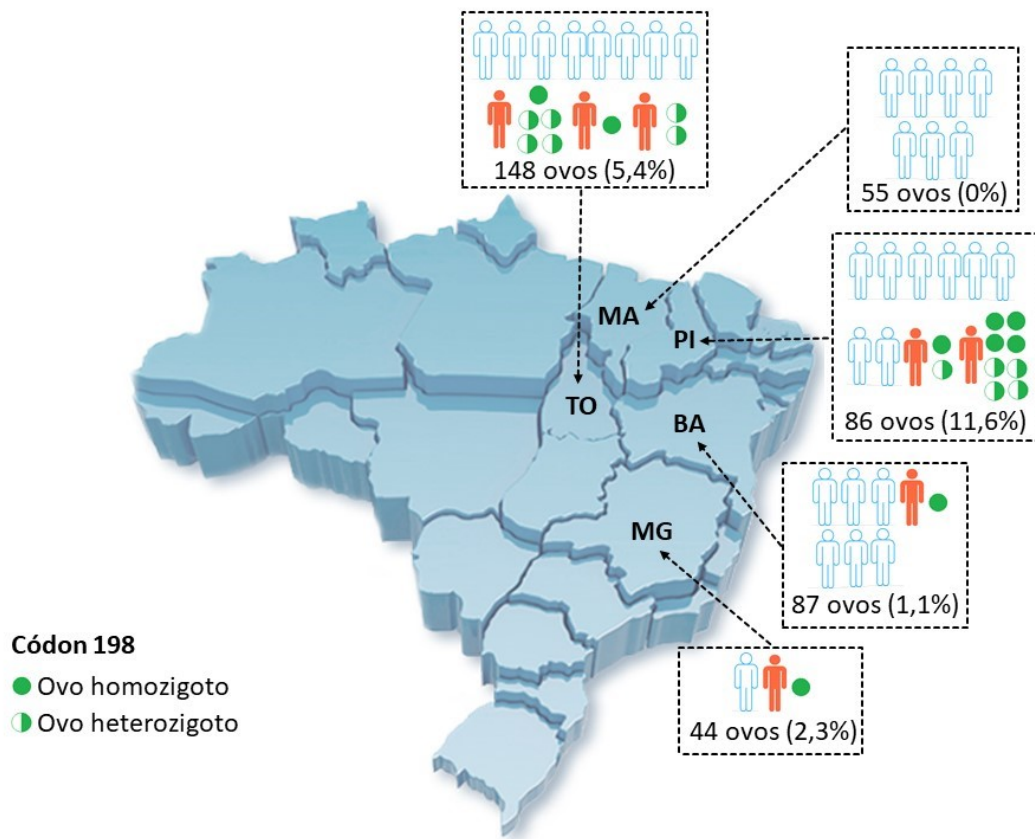 148 ovos (5,4%)
55 ovos (0%)
MA
PI
TO
86 ovos (11,6%)
BA
MG
87 ovos (1,1%)
44 ovos (2,3%)
Códon 198
Ovo homozigoto
Ovo heterozigoto